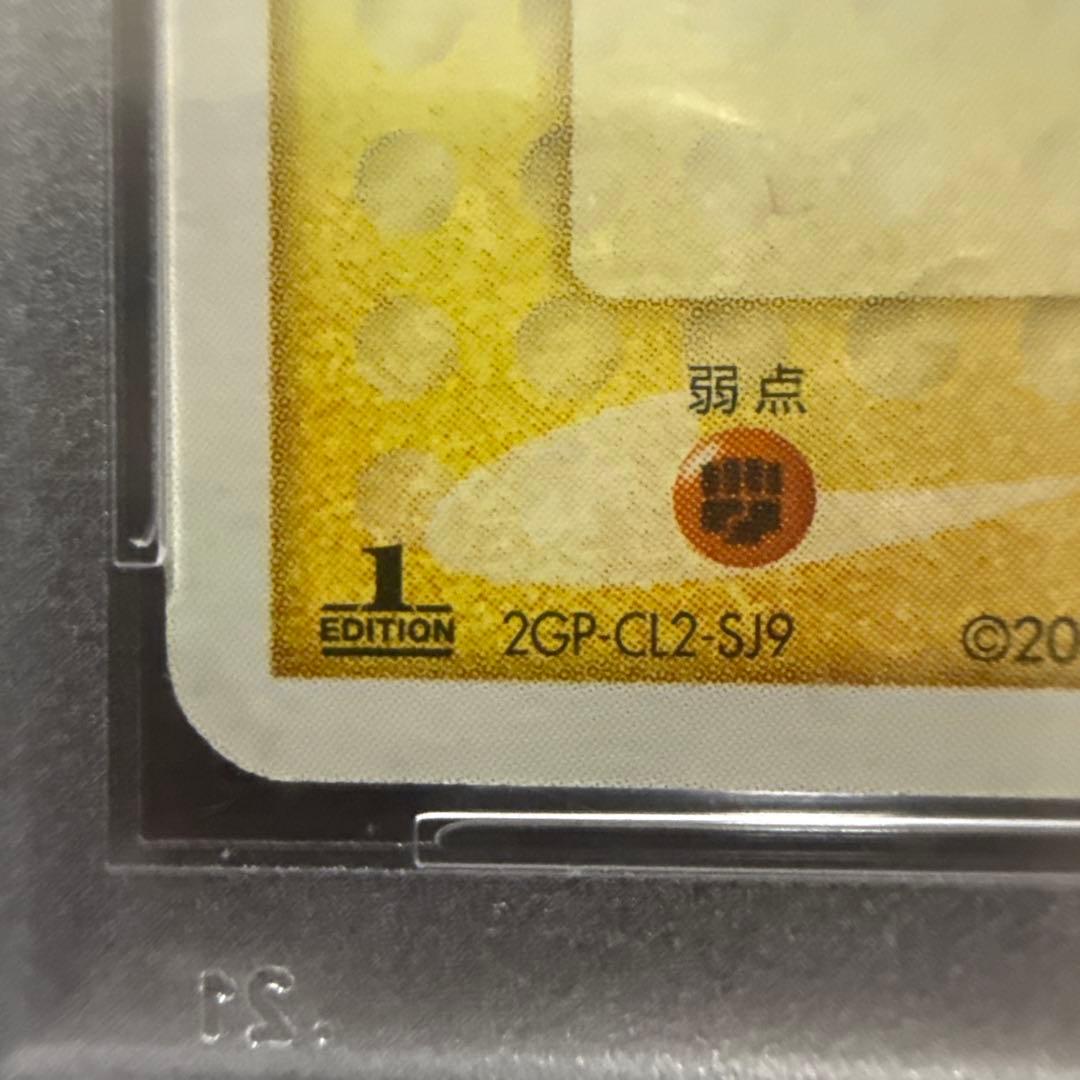 弱点
1
EDITION
2GP-CL2-SJ9 ©20
.21